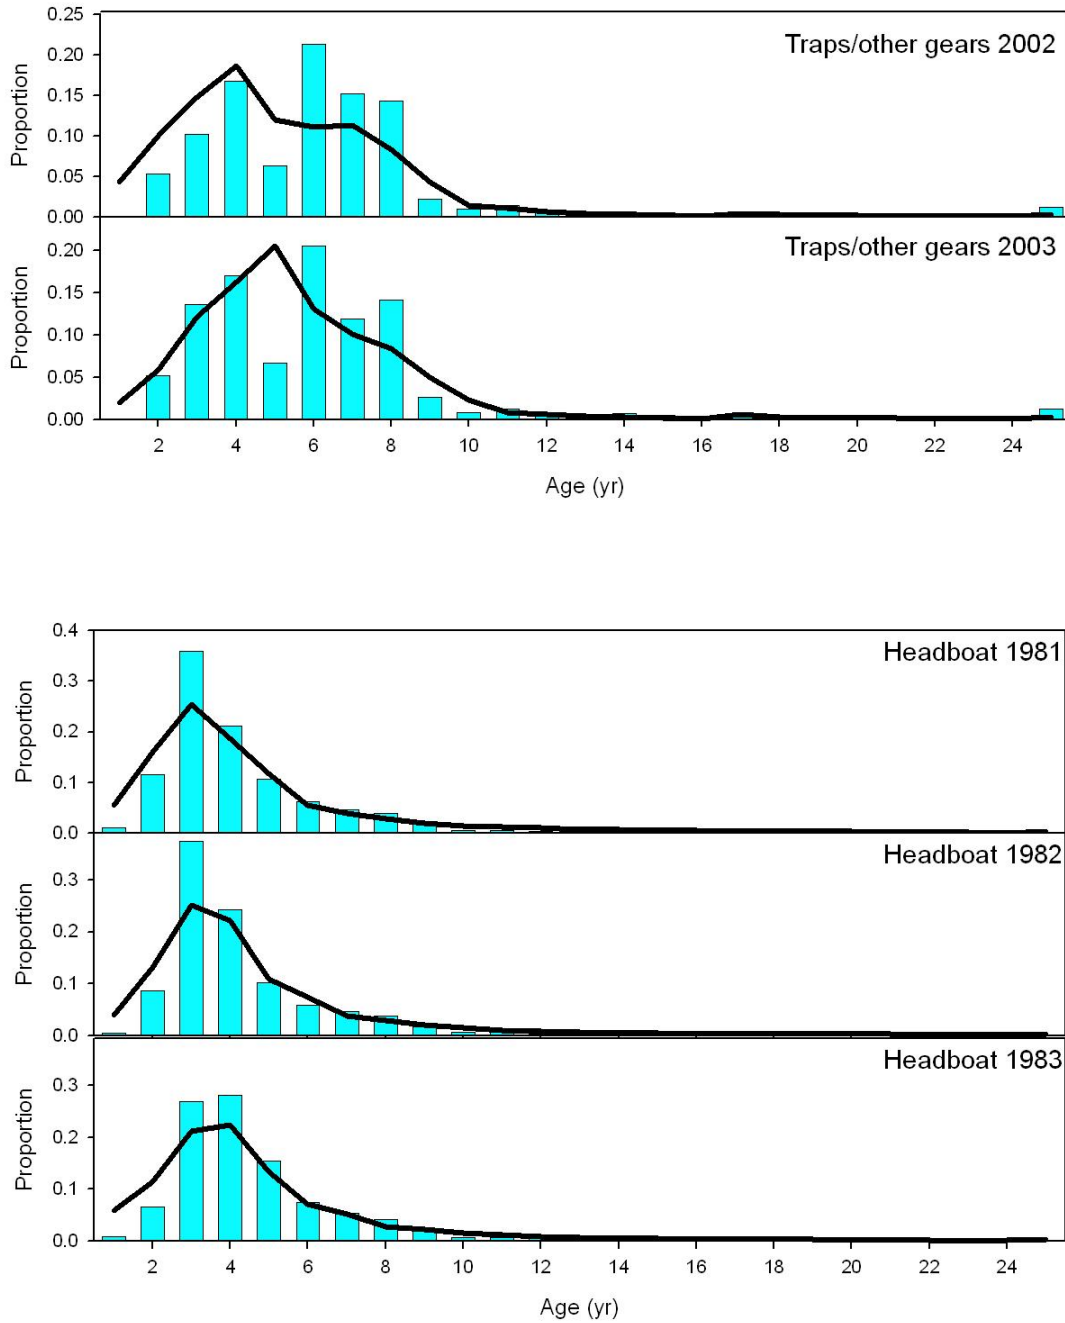 0.25
Traps/other gears 2002
0.20
0.15
0.10
0.05
0.00
Proportion
Traps/other gears 2003
0.20
0.15
0.10
0.05
0.00
Proportion
2 4 6 8 10 12 14 16 18 20 22 24
Age (yr)
0.4
Headboat 1981
0.3
0.2
0.1
0.0
Proportion
Headboat 1982
0.3
0.2
0.1
0.0
Proportion
Headboat 1983
0.3
0.2
0.1
0.0
Proportion
2 4 6 8 10 12 14 16 18 20 22 24
Age (yr)